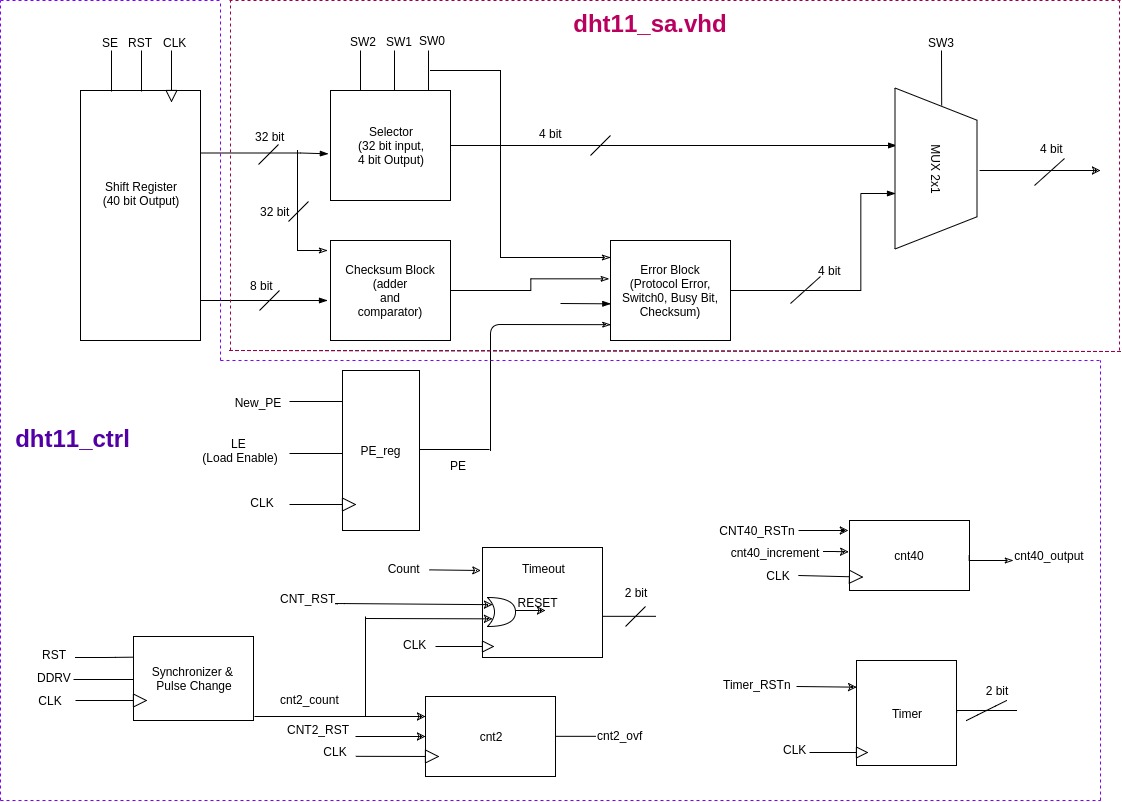 dht11_sa.vhd
SE RST CLK
SW2 SW1 SW0
SW3
Shift Register
(40 bit Output)
32 bit
32 bit
8 bit
Selector
(32 bit input,
4 bit Output)
4 bit
MUX 2x1
4 bit
Checksum Block
(adder
and
comparator)
Error Block
(Protocol Error,
Switch0, Busy Bit,
Checksum)
4 bit
dht11_ctrl
New_PE
LE
(Load Enable)
CLK
PE_reg
PE
Count
CNT_RST
CLK
Timeout
RESET
2 bit
CNT40_RSTn
cnt40_increment
CLK
cnt40
cnt40_output
RST
DDRV
CLK
Synchronizer &
Pulse Change
cnt2_count
CNT2_RST
CLK
cnt2
cnt2_ovf
Timer_RSTn
CLK
Timer
2 bit